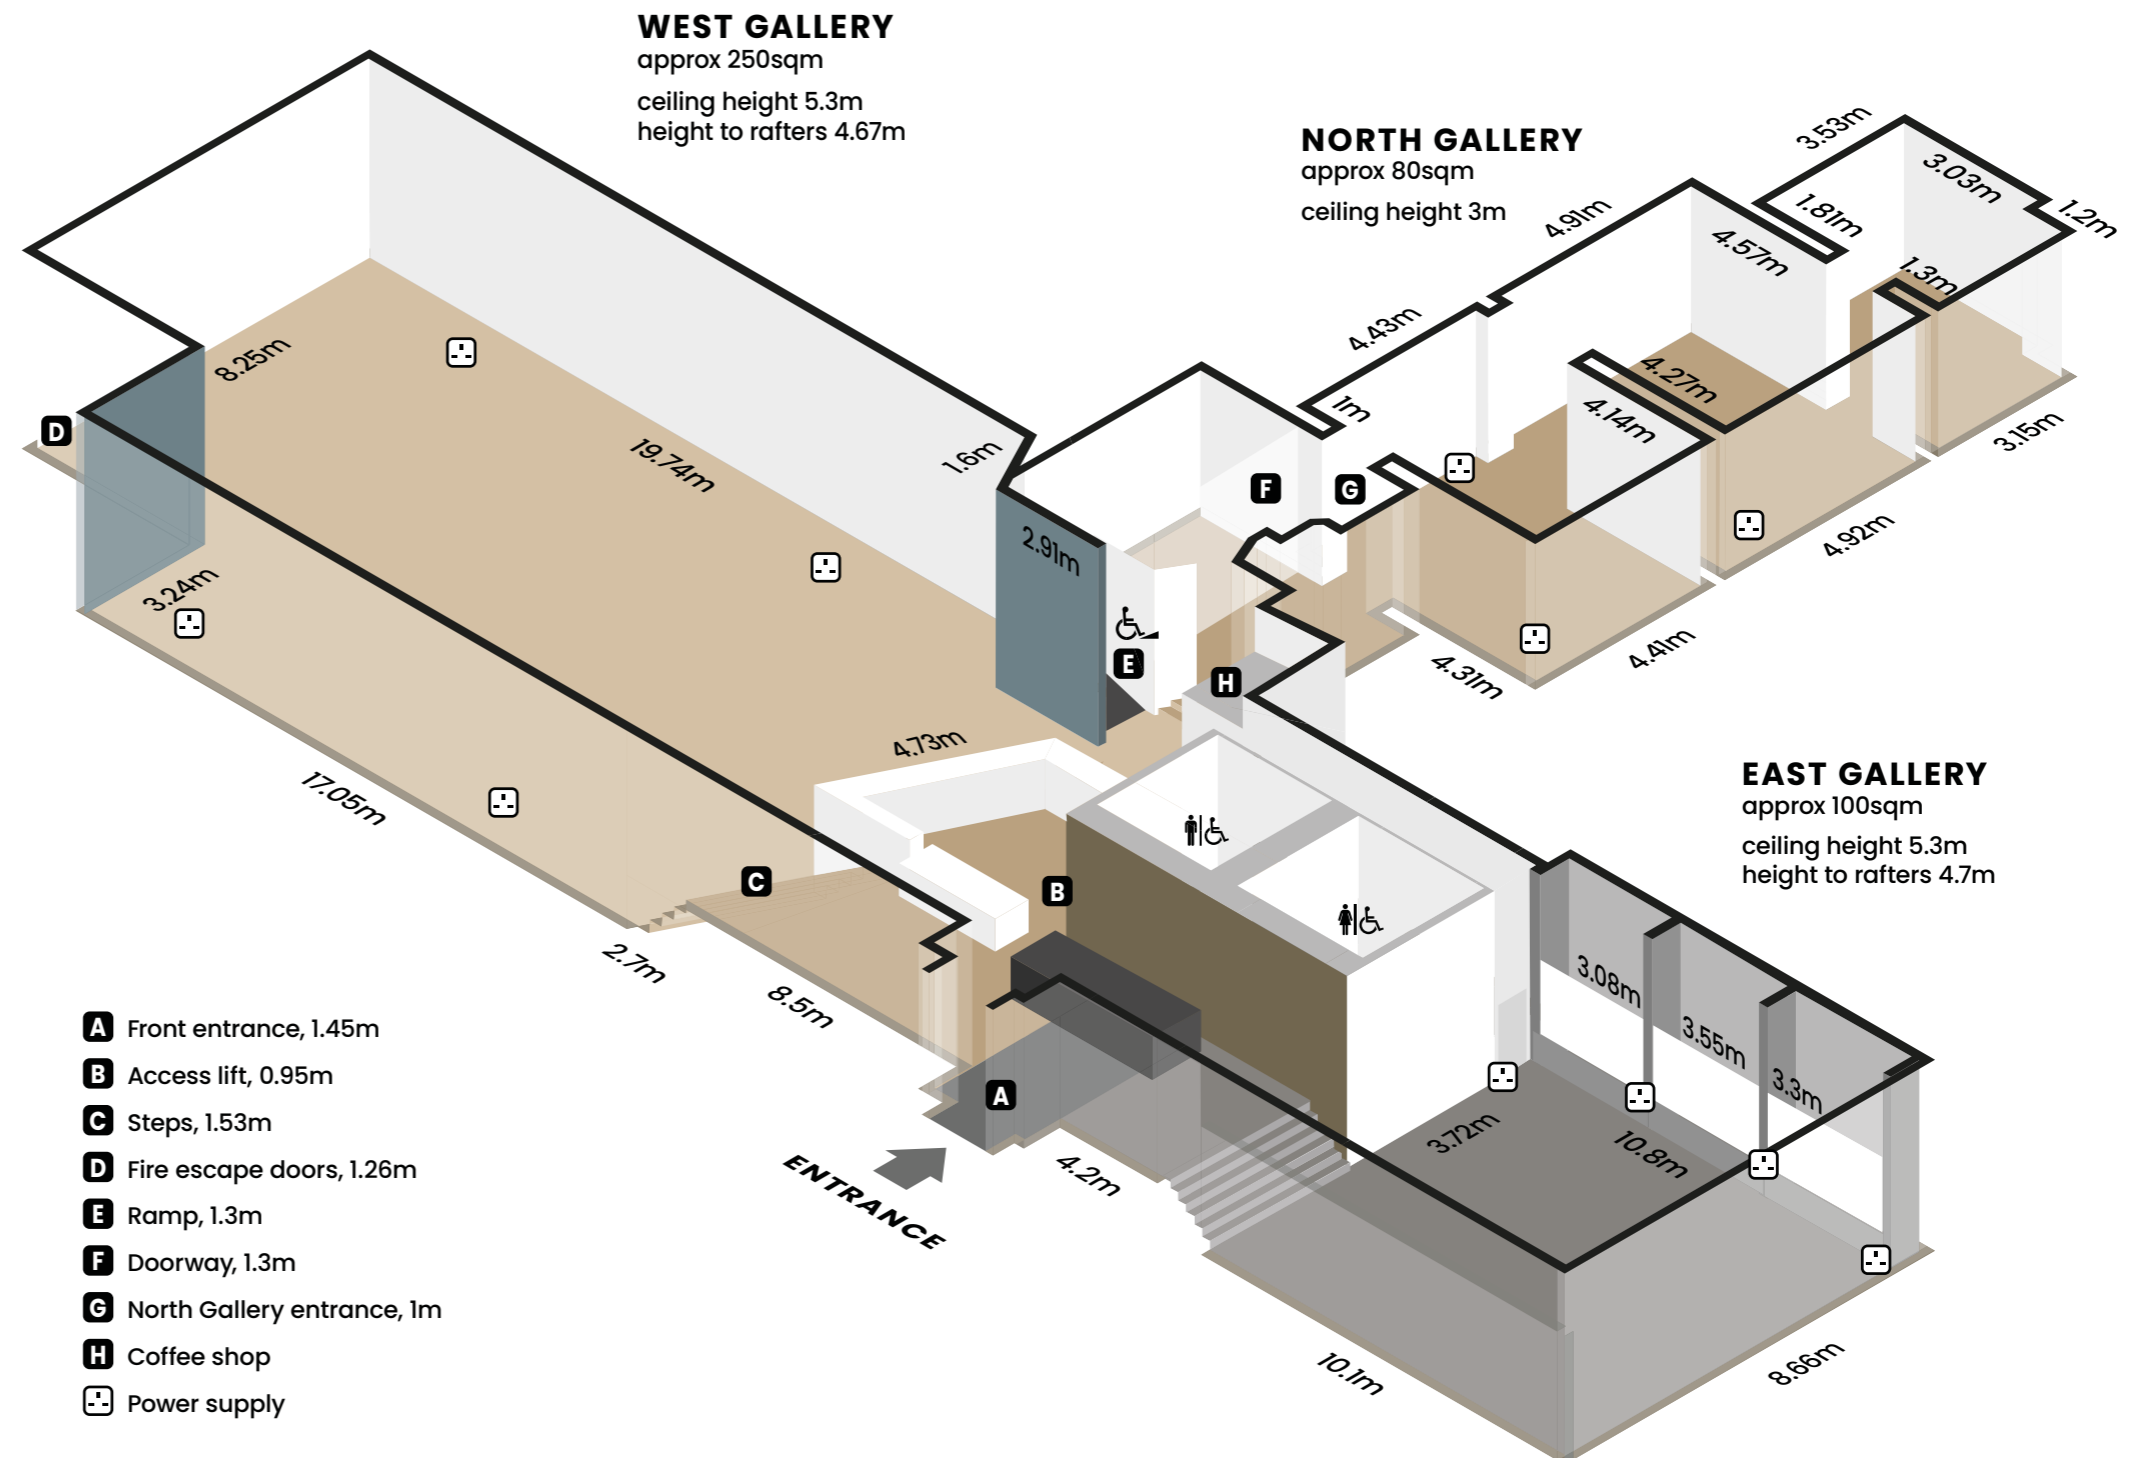 WEST GALLERY
approx 250sqm
ceiling height 5.3m
height to rafters 4.67m
NORTH GALLERY
approx 80sqm
ceiling height 3m
3.53m
3.03m
1.2m
1.81m
4.91m
4.57m
1.3m
4.43m
4.27m
4.14m
1m
3.15m
4.92m
4.41m
4.31m
8.25m
19.74m
1.6m
2.91m
D
F
G
E
H
3.24m
17.05m
4.73m
C
B
2.7m
8.5m
A
ENTRANCE
4.2m
EAST GALLERY
approx 100sqm
ceiling height 5.3m
height to rafters 4.7m
3.08m
3.55m
3.3m
3.72m
10.8m
10.1m
8.66m
A Front entrance, 1.45m
B Access lift, 0.95m
C Steps, 1.53m
D Fire escape doors, 1.26m
E Ramp, 1.3m
F Doorway, 1.3m
G North Gallery entrance, 1m
H Coffee shop
Power supply